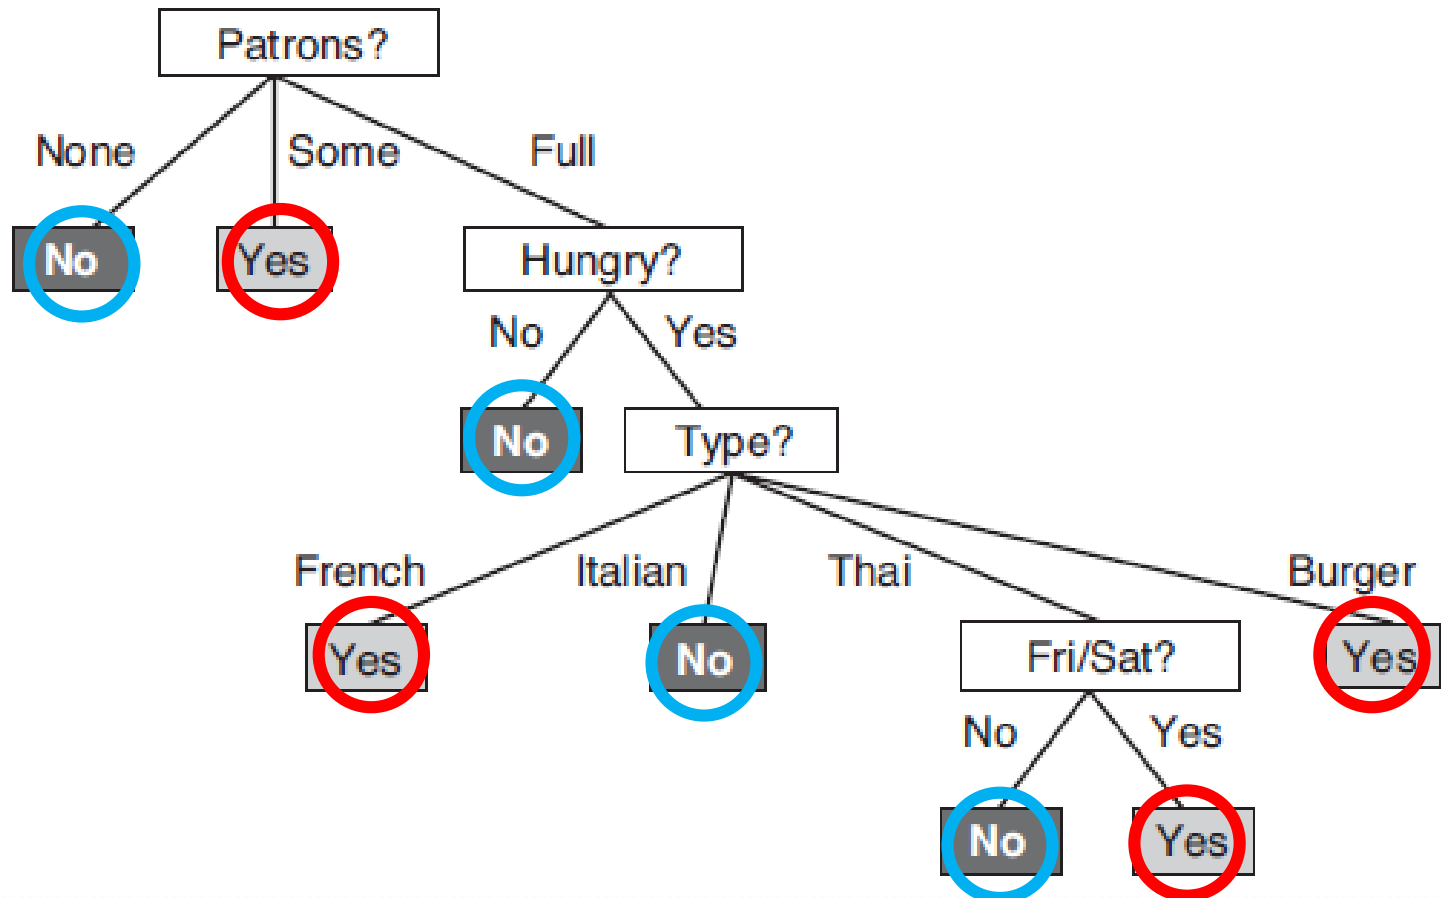 Patrons?
None Some Full
No Yes Hungry?
No Yes
No Type?
French Italian Thai Burger
Yes No Fri/Sat? Yes
No Yes
No Yes